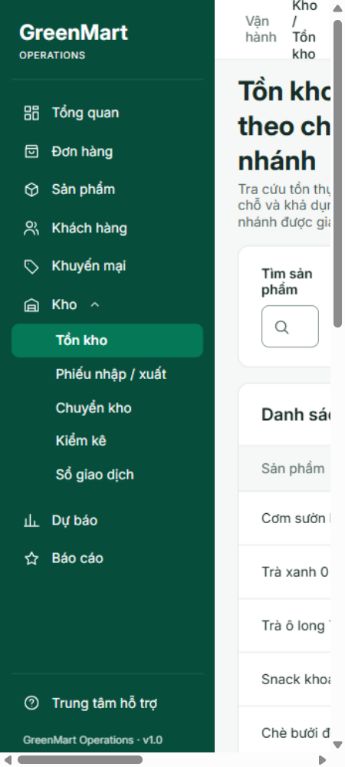 GreenMart
OPERATIONS
Tổng quan
Đơn hàng
Sản phẩm
Khách hàng
Khuyến mại
Kho
Tồn kho
Phiếu nhập / xuất
Chuyển kho
Kiểm kê
Sổ giao dịch
Dự báo
Báo cáo
Trung tâm hỗ trợ
GreenMart Operations · v1.0
Vận
hành
Kho
/
Tồn
kho
Tồn kho
theo ch
nhánh
Tra cứu tồn thự
chỗ và khả dụn
nhánh được gia
Tìm sản
phẩm
Danh sác
Sản phẩm
Cơm sườn
Trà xanh 0
Trà ô long
Snack khoa
Chè bưởi đ